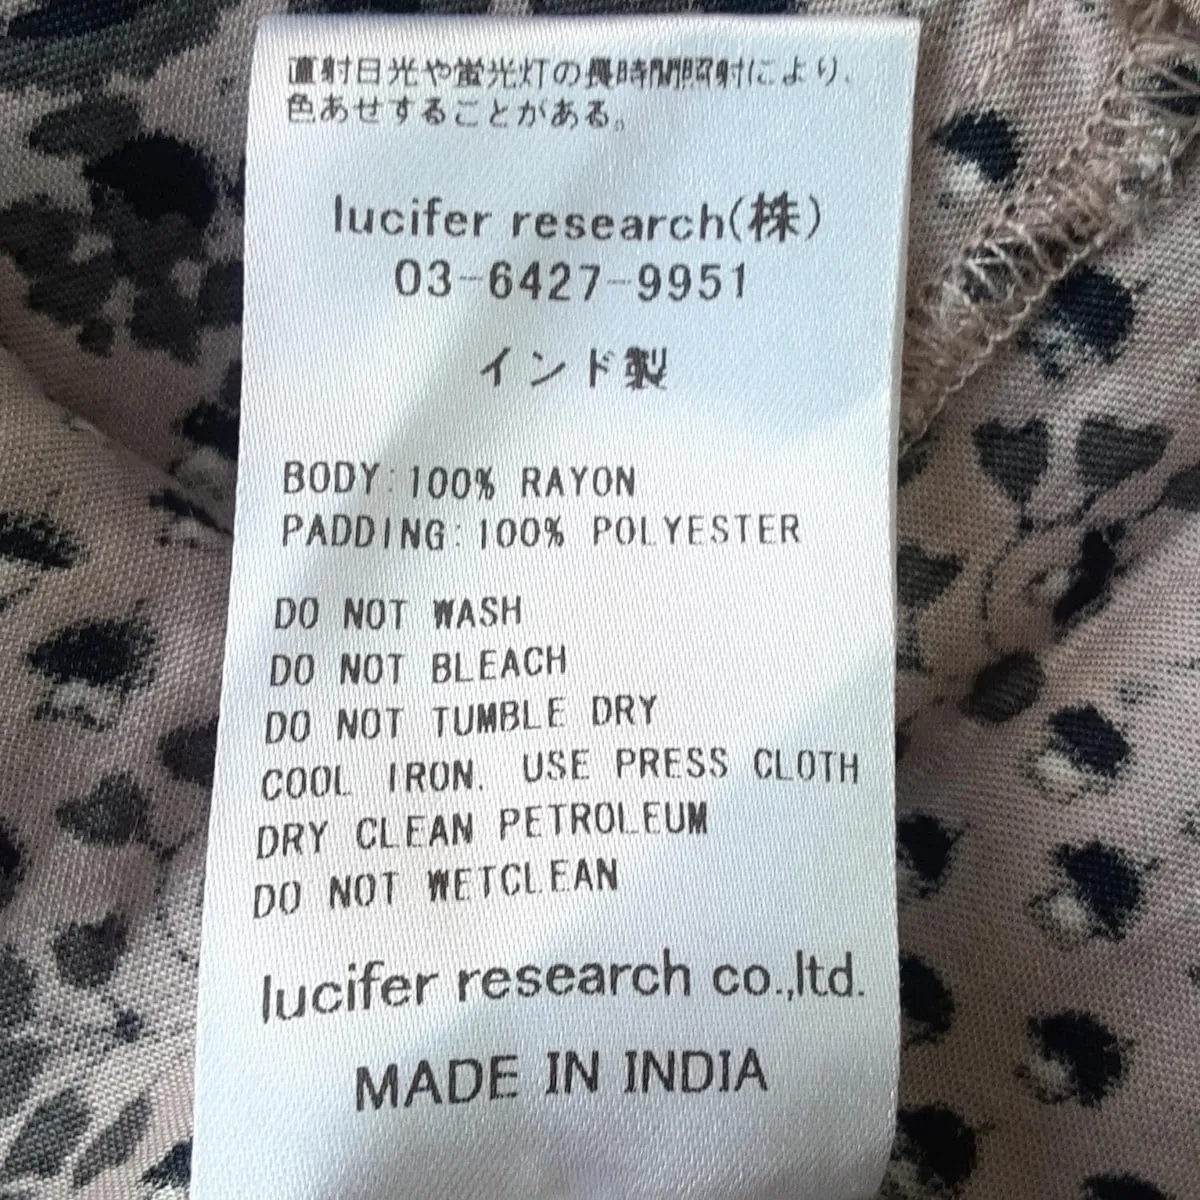 直射日光や蛍光灯の長時間照射により、
色あせすることがある。
lucifer research(株)
03-6427-9951
インド製
BODY:100% RAYON
PADDING:100% POLYESTER
DO NOT WASH
DO NOT BLEACH
DO NOT TUMBLE DRY
COOL IRON. USE PRESS CLOTH
DRY CLEAN PETROLEUM
DO NOT WETCLEAN
lucifer research co.,ltd.
MADE IN INDIA